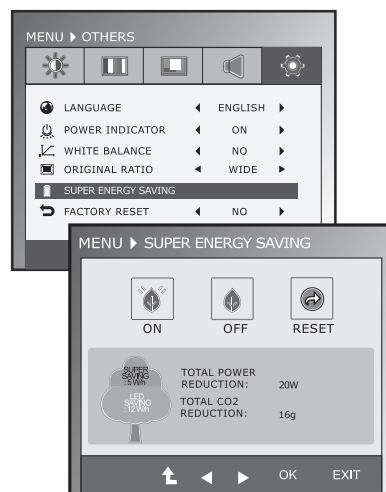 MENU ▶ OTHERS
LANGUAGE ◀ ENGLISH ▶
POWER INDICATOR ◀ ON ▶
WHITE BALANCE ◀ NO ▶
ORIGINAL RATIO ◀ WIDE ▶
SUPER ENERGY SAVING
FACTORY RESET ◀ NO ▶
MENU ▶ SUPER ENERGY SAVING
ON OFF RESET
SUPER
SAVING
: 5 W/h
LED
SAVING
: 12 W/h
TOTAL POWER
REDUCTION: 20W
TOTAL CO2
REDUCTION: 16g
OK EXIT